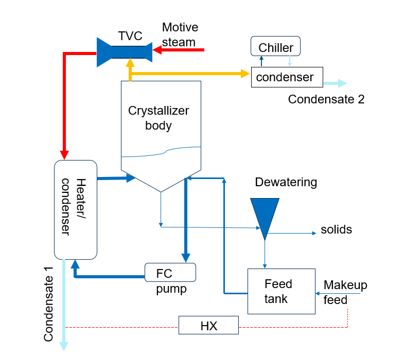 TVC
Motive
steam
Chiller
condenser
Condensate 2
Crystallizer
body
Heater/
condenser
Dewatering
solids
FC
pump
Feed
tank
Makeup
feed
Condensate 1
HX